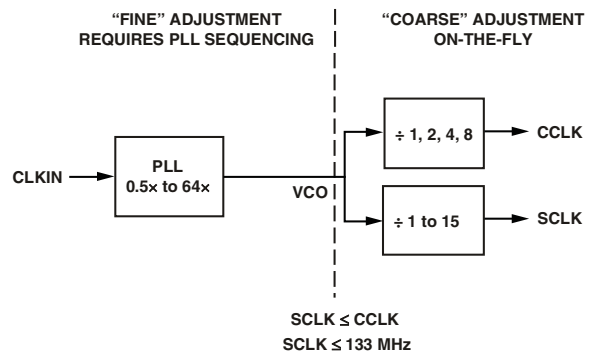 “FINE” ADJUSTMENT
REQUIRES PLL SEQUENCING
“COARSE” ADJUSTMENT
ON-THE-FLY
CLKIN
PLL
0.5× to 64×
VCO
÷ 1, 2, 4, 8
CCLK
÷ 1 to 15
SCLK
SCLK ≤ CCLK
SCLK ≤ 133 MHz